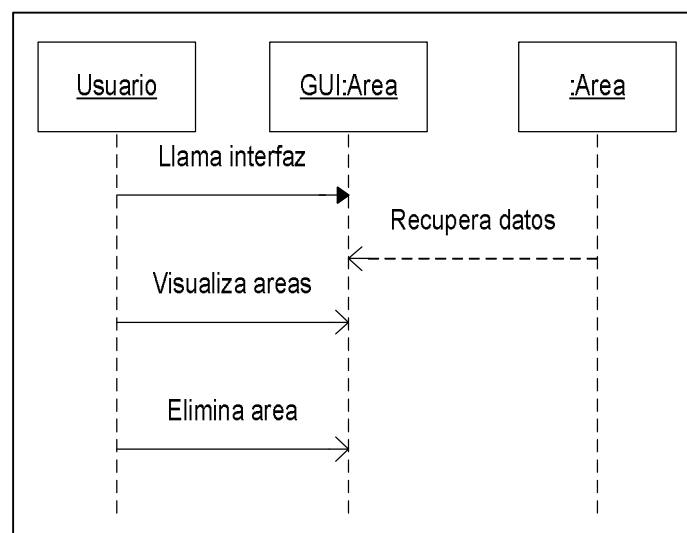 Usuario
GUI:Area
:Area
Llama interfaz
Recupera datos
Visualiza areas
Elimina area